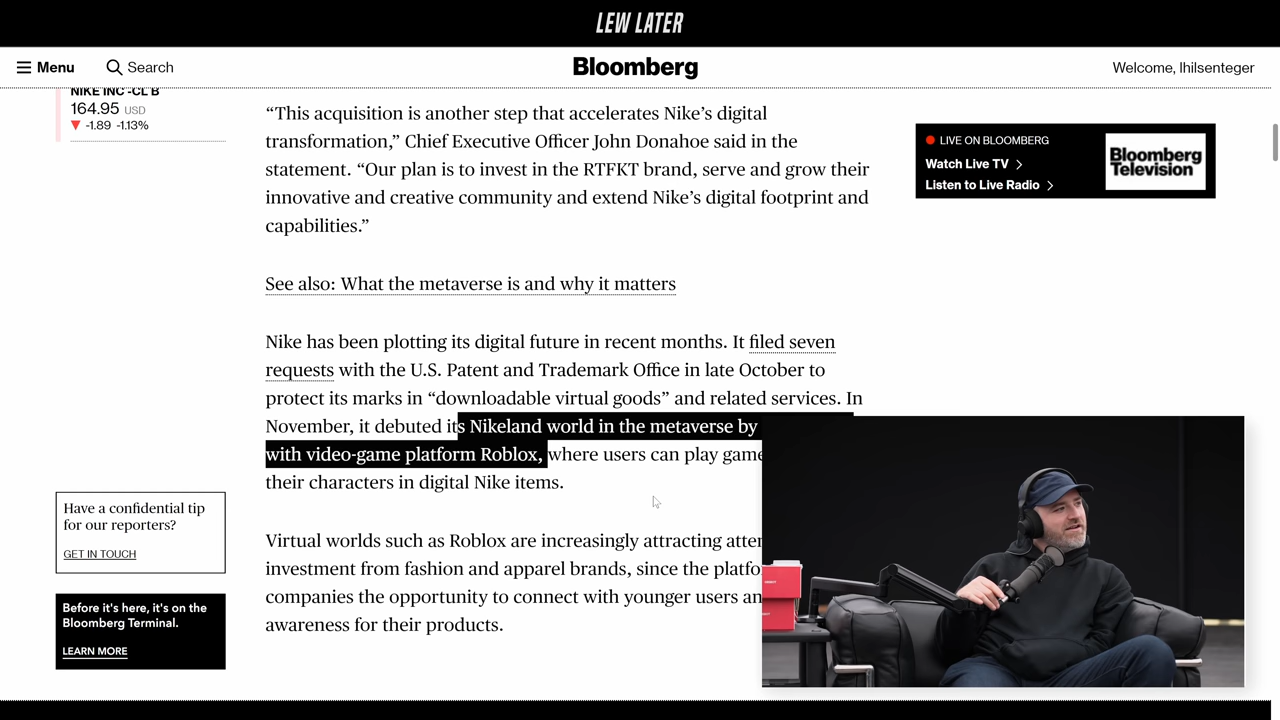 LEW LATER
Menu
Search
Bloomberg
Welcome, lhilsenteger
NIKE INC -CL B
164.95 USD
-1.89 -1.13%
“This acquisition is another step that accelerates Nike’s digital
transformation,” Chief Executive Officer John Donahoe said in the
statement. “Our plan is to invest in the RTFKT brand, serve and grow their
innovative and creative community and extend Nike’s digital footprint and
capabilities.”
LIVE ON BLOOMBERG
Watch Live TV
Listen to Live Radio
Bloomberg
Television
See also: What the metaverse is and why it matters
Nike has been plotting its digital future in recent months. It filed seven
requests with the U.S. Patent and Trademark Office in late October to
protect its marks in “downloadable virtual goods” and related services. In
November, it debuted its Nikeland world in the metaverse by
with video-game platform Roblox, where users can play game
their characters in digital Nike items.
Virtual worlds such as Roblox are increasingly attracting atten
investment from fashion and apparel brands, since the platfo
companies the opportunity to connect with younger users an
awareness for their products.
Have a confidential tip
for our reporters?
GET IN TOUCH
Before it's here, it's on the
Bloomberg Terminal.
LEARN MORE